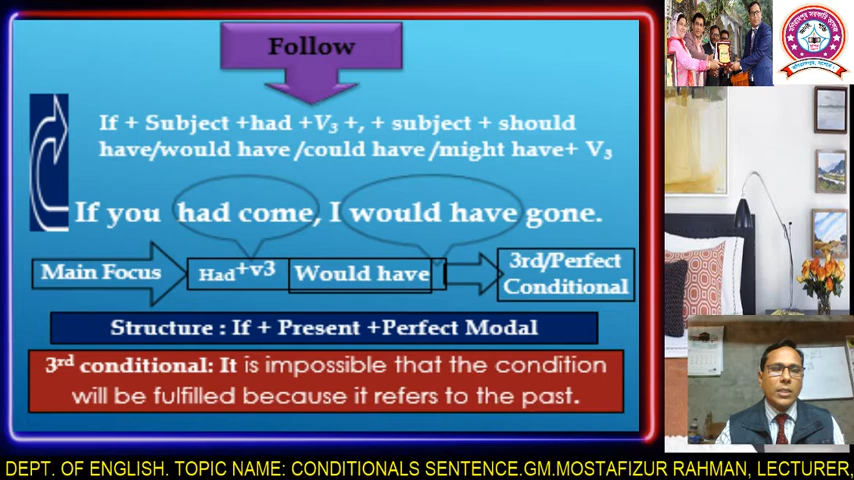 Follow
If + Subject +had +V3 +, + subject + should
have/would have /could have /might have+ V3
If you had come, I would have gone.
Main Focus
Had+v3
Would have
3rd/Perfect
Conditional
Structure : If + Present +Perfect Modal
3rd conditional: It is impossible that the condition
will be fulfilled because it refers to the past.
DEPT. OF ENGLISH. TOPIC NAME: CONDITIONALS SENTENCE.GM.MOSTAFIZUR RAHMAN, LECTURER,